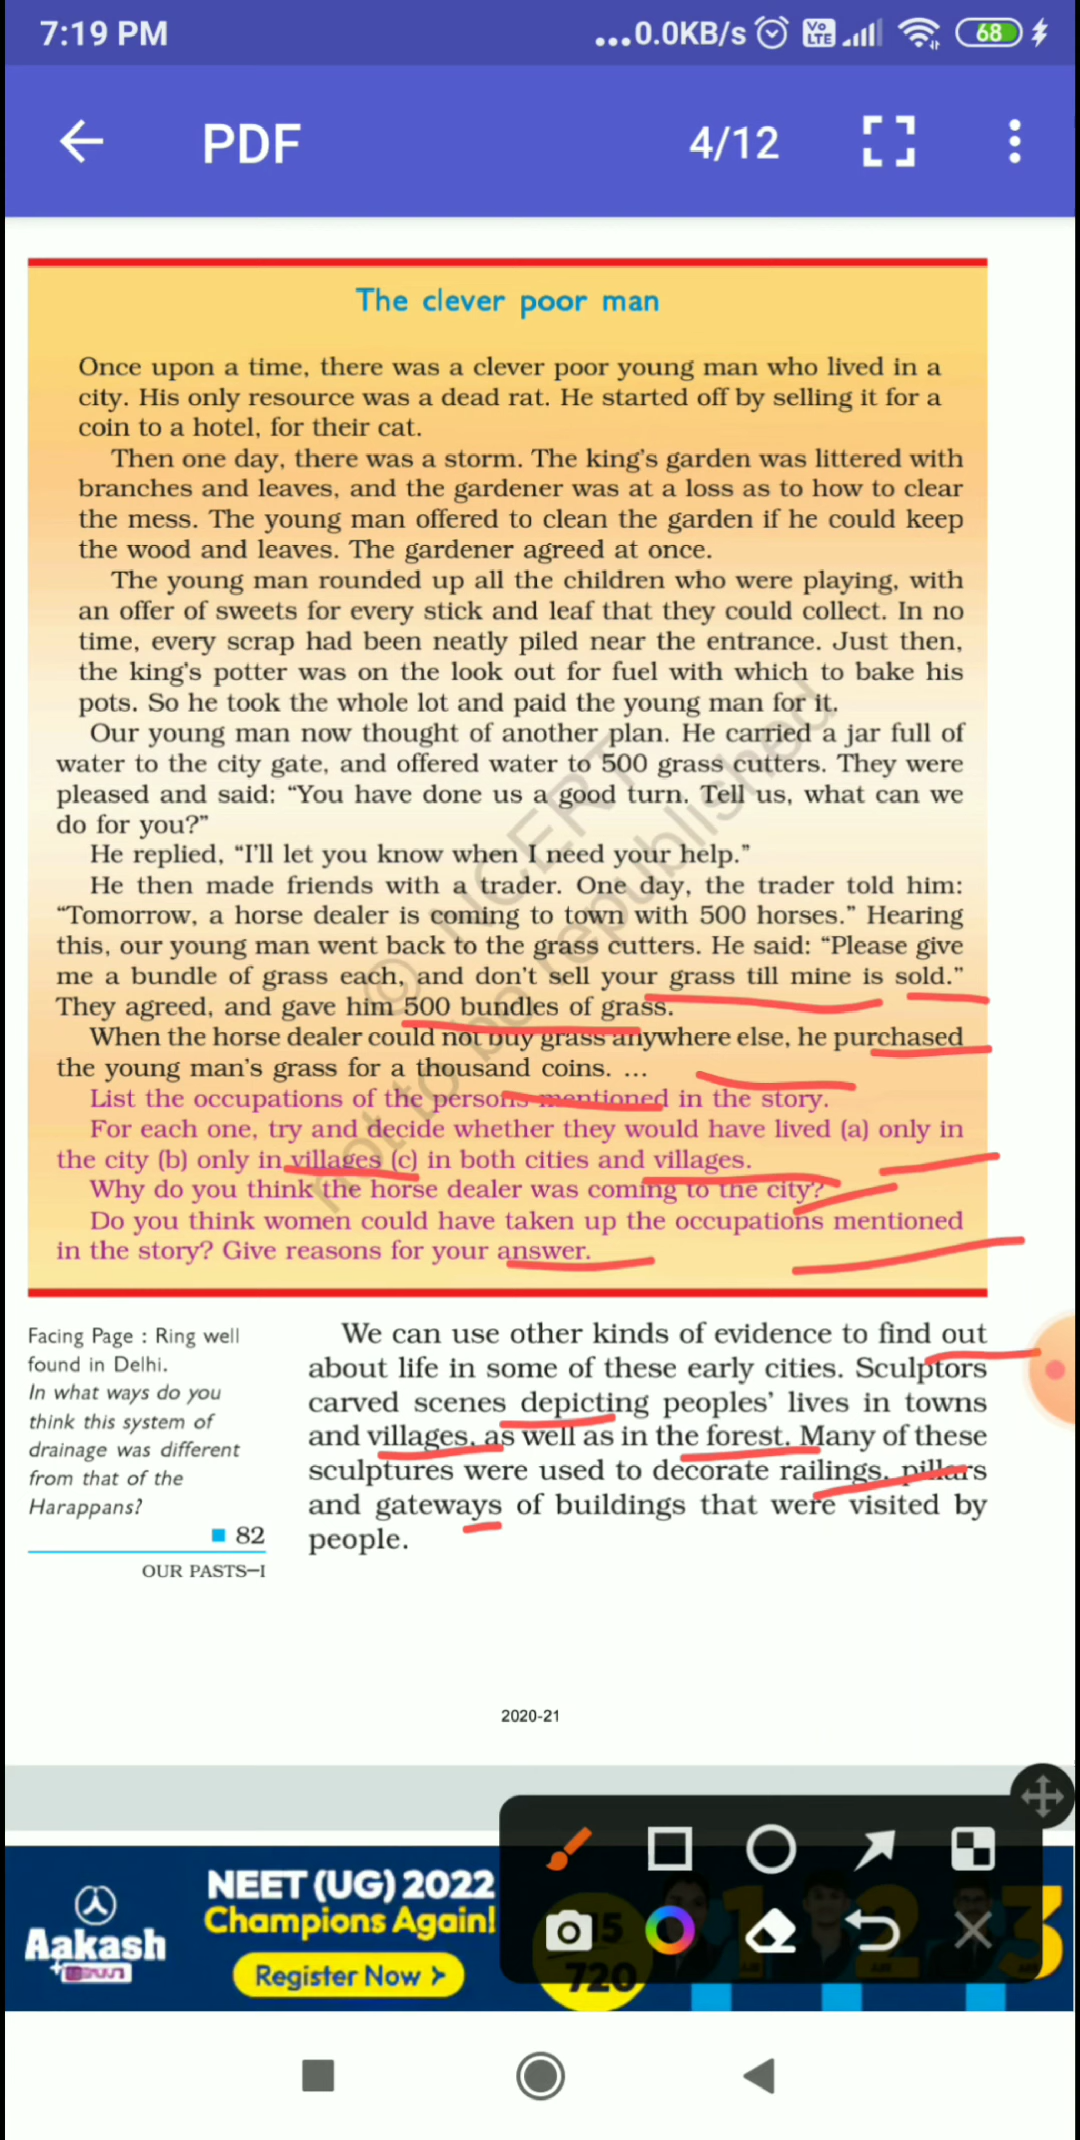 7:19 PM
...0.0KB/s
Vo
LTE
68
PDF
4/12
The clever poor man
Once upon a time, there was a clever poor young man who lived in a
city. His only resource was a dead rat. He started off by selling it for a
coin to a hotel, for their cat.
Then one day, there was a storm. The king's garden was littered with
branches and leaves, and the gardener was at a loss as to how to clear
the mess. The young man offered to clean the garden if he could keep
the wood and leaves. The gardener agreed at once.
The young man rounded up all the children who were playing, with
an offer of sweets for every stick and leaf that they could collect. In no
time, every scrap had been neatly piled near the entrance. Just then,
the king's potter was on the look out for fuel with which to bake his
pots. So he took the whole lot and paid the young man for it.
Our young man now thought of another plan. He carried a jar full of
water to the city gate, and offered water to 500 grass cutters. They were
pleased and said: “You have done us a good turn. Tell us, what can we
do for you?”
He replied, “I'll let you know when I need your help.”
He then made friends with a trader. One day, the trader told him:
“Tomorrow, a horse dealer is coming to town with 500 horses.” Hearing
this, our young man went back to the grass cutters. He said: “Please give
me a bundle of grass each, and don't sell your grass till mine is sold.”
They agreed, and gave him 500 bundles of grass.
When the horse dealer could not buy grass anywhere else, he purchased
the young man's grass for a thousand coins. ...
List the occupations of the persons mentioned in the story.
For each one, try and decide whether they would have lived (a) only in
the city (b) only in villages (c) in both cities and villages.
Why do you think the horse dealer was coming to the city?
Do you think women could have taken up the occupations mentioned
in the story? Give reasons for your answer.
© NCERT
not to be republished
Facing Page : Ring well
found in Delhi.
In what ways do you
think this system of
drainage was different
from that of the
Harappans?
82
OUR PASTS—I
We can use other kinds of evidence to find out
about life in some of these early cities. Sculptors
carved scenes depicting peoples' lives in towns
and villages, as well as in the forest. Many of these
sculptures were used to decorate railings, pillars
and gateways of buildings that were visited by
people.
2020-21
Aakash
NEET (UG) 2022
Champions Again!
Register Now >
720
1
2
3